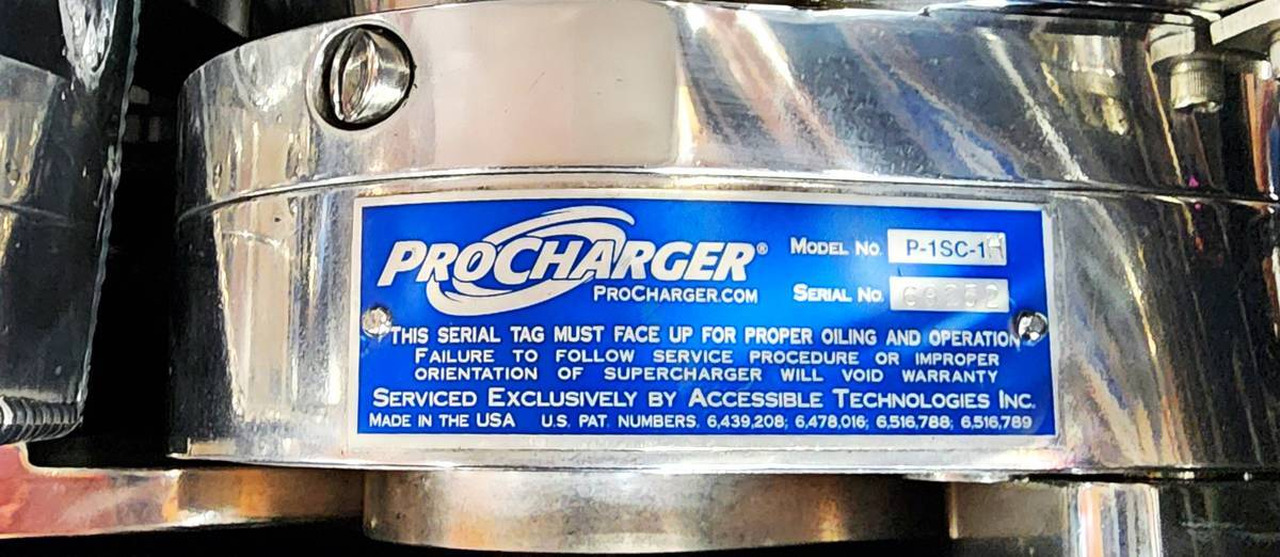 PROCHARGER®
PROCHARGER.COM
MODEL NO. P-1SC-1H
SERIAL NO.
THIS SERIAL TAG MUST FACE UP FOR PROPER OILING AND OPERATION
FAILURE TO FOLLOW SERVICE PROCEDURE OR IMPROPER
ORIENTATION OF SUPERCHARGER WILL VOID WARRANTY
SERVICED EXCLUSIVELY BY ACCESSIBLE TECHNOLOGIES INC.
MADE IN THE USA U.S. PAT. NUMBERS. 6,439,208; 6,478,016; 6,516,788; 6,516,789